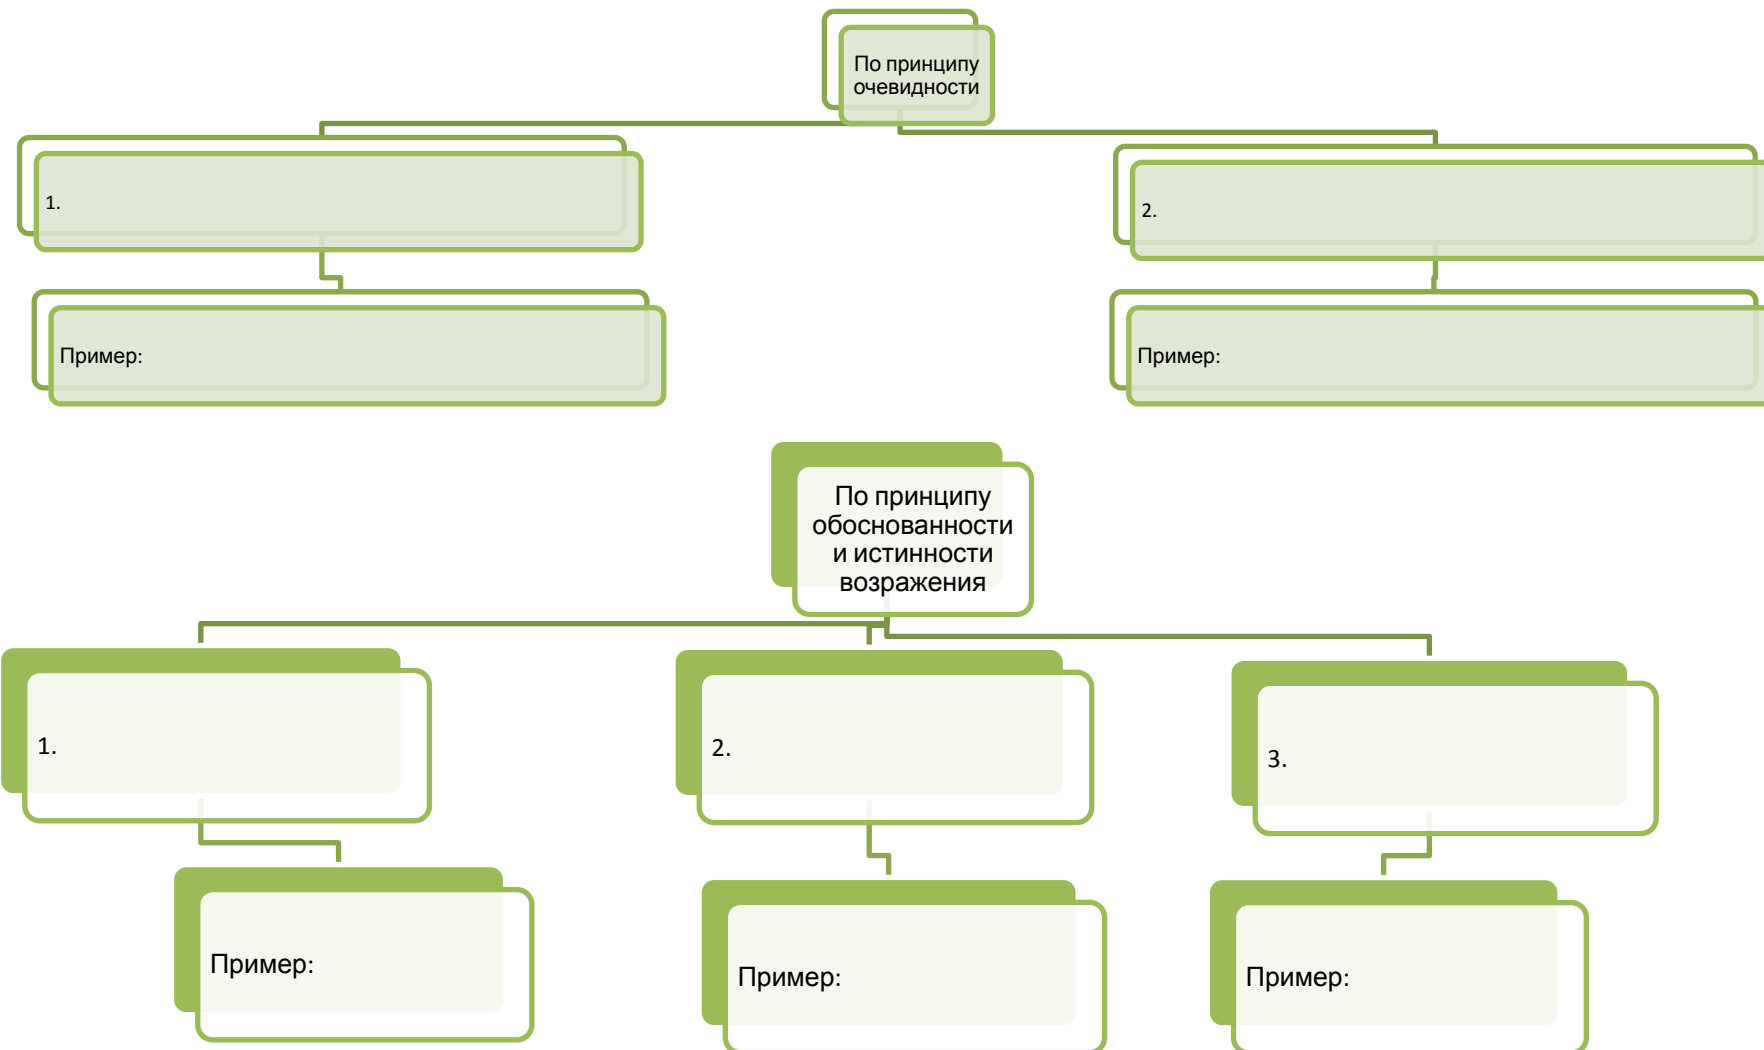 По принципу
очевидности
1.
2.
Пример:
Пример:
По принципу
обоснованности
и истинности
возражения
1.
2.
3.
Пример:
Пример:
Пример: